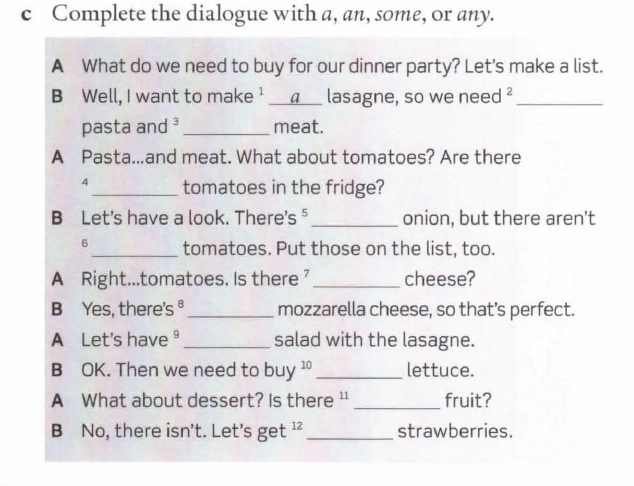 c Complete the dialogue with a, an, some, or any.
A What do we need to buy for our dinner party? Let's make a list.
B Well, I want to make ¹ __a__ lasagne, so we need ² ________
pasta and ³ ________ meat.
A Pasta...and meat. What about tomatoes? Are there
⁴ ________ tomatoes in the fridge?
B Let's have a look. There's ⁵ ________ onion, but there aren't
⁶ ________ tomatoes. Put those on the list, too.
A Right...tomatoes. Is there ⁷ ________ cheese?
B Yes, there's ⁸ ________ mozzarella cheese, so that's perfect.
A Let's have ⁹ ________ salad with the lasagne.
B OK. Then we need to buy ¹⁰ ________ lettuce.
A What about dessert? Is there ¹¹ ________ fruit?
B No, there isn't. Let's get ¹² ________ strawberries.